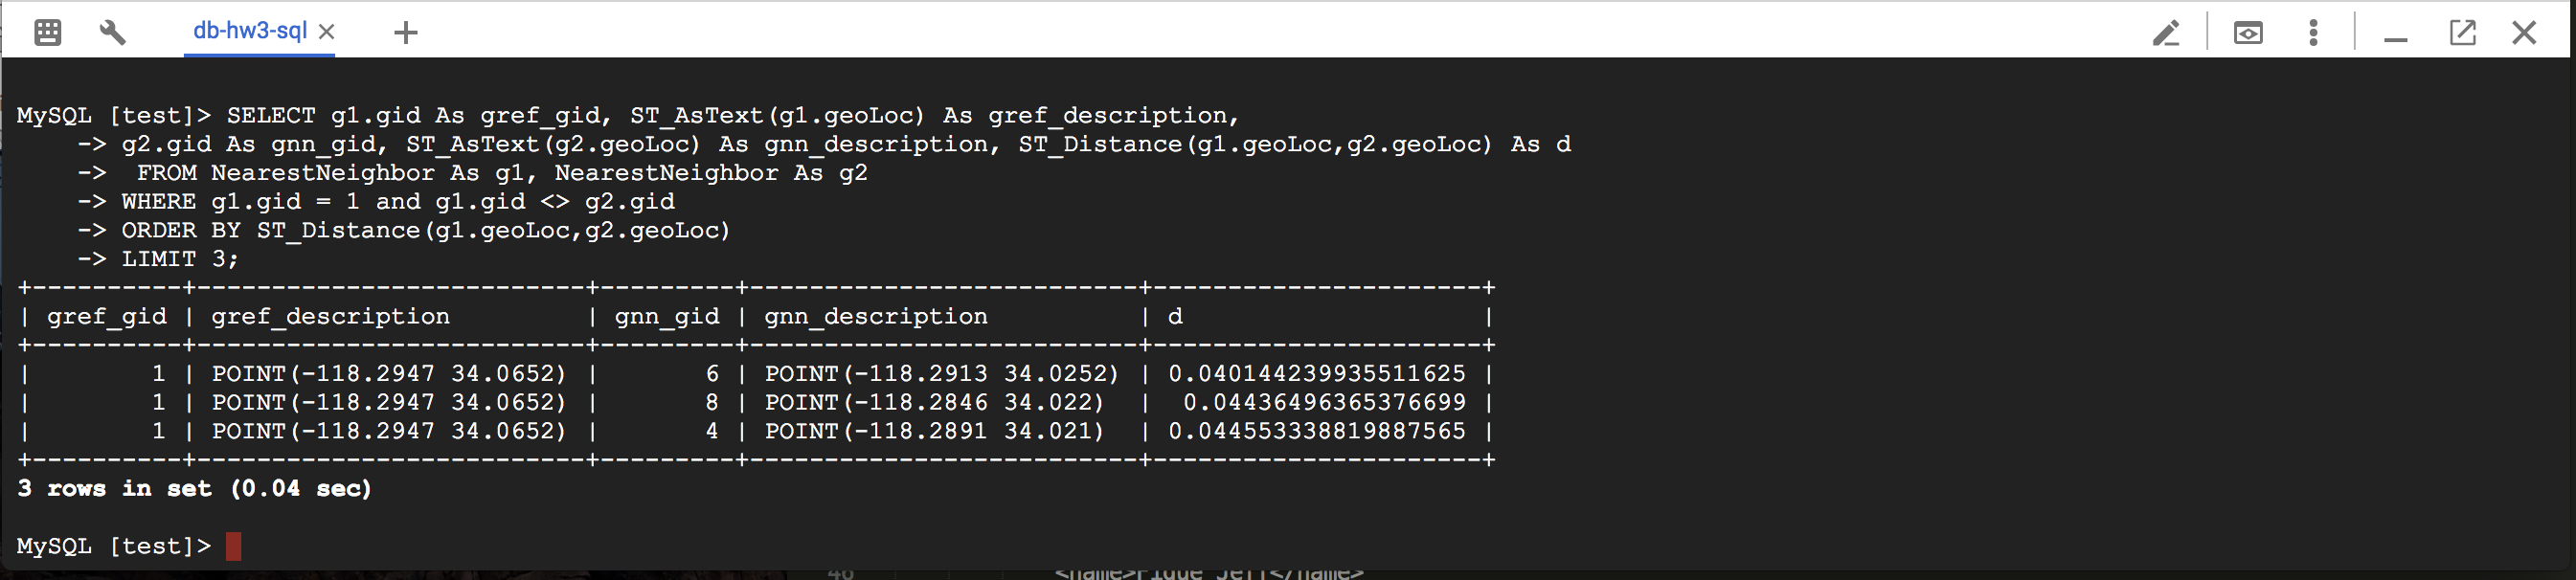 db-hw3-sql
MySQL [test]> SELECT g1.gid As gref_gid, ST_AsText(g1.geoLoc) As gref_description,
    -> g2.gid As gnn_gid, ST_AsText(g2.geoLoc) As gnn_description, ST_Distance(g1.geoLoc,g2.geoLoc) As d
    ->  FROM NearestNeighbor As g1, NearestNeighbor As g2
    -> WHERE g1.gid = 1 and g1.gid <> g2.gid
    -> ORDER BY ST_Distance(g1.geoLoc,g2.geoLoc)
    -> LIMIT 3;
+----------+--------------------------+---------+--------------------------+----------------------+
| gref_gid | gref_description         | gnn_gid | gnn_description          | d                    |
+----------+--------------------------+---------+--------------------------+----------------------+
|        1 | POINT(-118.2947 34.0652) |       6 | POINT(-118.2913 34.0252) | 0.040144239935511625 |
|        1 | POINT(-118.2947 34.0652) |       8 | POINT(-118.2846 34.022)  |  0.04436496365376699 |
|        1 | POINT(-118.2947 34.0652) |       4 | POINT(-118.2891 34.021)  | 0.044553338819887565 |
+----------+--------------------------+---------+--------------------------+----------------------+
3 rows in set (0.04 sec)
MySQL [test]>
46 <name>Pique Jeff</name>